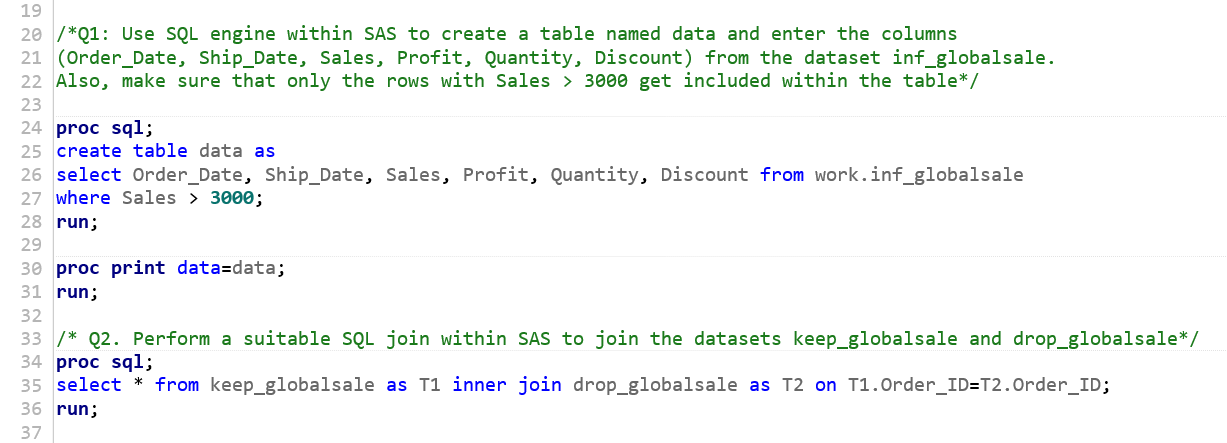 19
20 /*Q1: Use SQL engine within SAS to create a table named data and enter the columns
21 (Order_Date, Ship_Date, Sales, Profit, Quantity, Discount) from the dataset inf_globalsale.
22 Also, make sure that only the rows with Sales > 3000 get included within the table*/
23
24 proc sql;
25 create table data as
26 select Order_Date, Ship_Date, Sales, Profit, Quantity, Discount from work.inf_globalsale
27 where Sales > 3000;
28 run;
29
30 proc print data=data;
31 run;
32
33 /* Q2. Perform a suitable SQL join within SAS to join the datasets keep_globalsale and drop_globalsale*/
34 proc sql;
35 select * from keep_globalsale as T1 inner join drop_globalsale as T2 on T1.Order_ID=T2.Order_ID;
36 run;
37